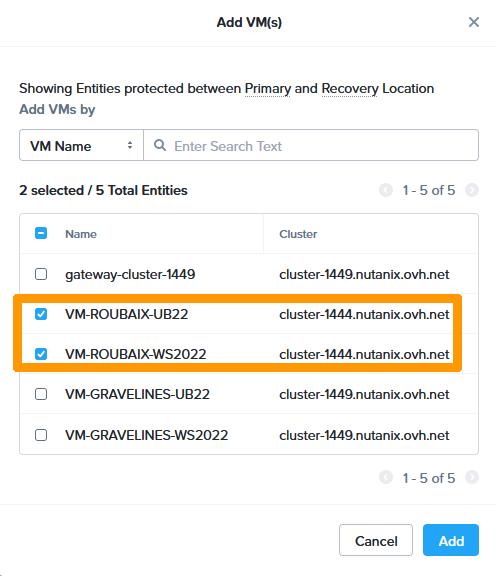 Add VM(s)
Showing Entities protected between Primary and Recovery Location
Add VMs by
VM Name Enter Search Text
2 selected / 5 Total Entities 1 - 5 of 5
Name Cluster
gateway-cluster-1449 cluster-1449.nutanix.ovh.net
VM-ROUBAIX-UB22 cluster-1444.nutanix.ovh.net
VM-ROUBAIX-WS2022 cluster-1444.nutanix.ovh.net
VM-GRAVELINES-UB22 cluster-1449.nutanix.ovh.net
VM-GRAVELINES-WS2022 cluster-1449.nutanix.ovh.net
1 - 5 of 5
Cancel Add